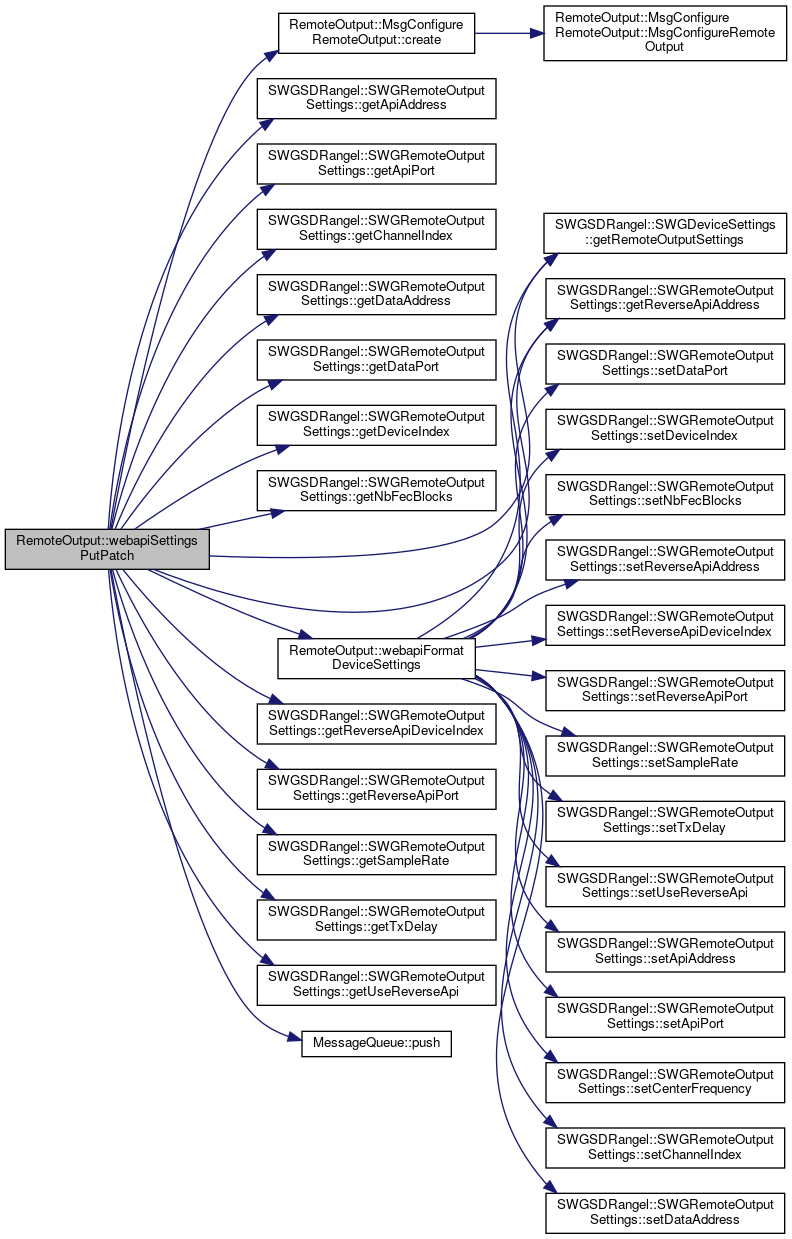 RemoteOutput::webapiSettings
PutPatch
RemoteOutput::MsgConfigure
RemoteOutput::create
SWGSDRangel::SWGRemoteOutput
Settings::getApiAddress
SWGSDRangel::SWGRemoteOutput
Settings::getApiPort
SWGSDRangel::SWGRemoteOutput
Settings::getChannelIndex
SWGSDRangel::SWGRemoteOutput
Settings::getDataAddress
SWGSDRangel::SWGRemoteOutput
Settings::getDataPort
SWGSDRangel::SWGRemoteOutput
Settings::getDeviceIndex
SWGSDRangel::SWGRemoteOutput
Settings::getNbFecBlocks
RemoteOutput::webapiFormat
DeviceSettings
SWGSDRangel::SWGRemoteOutput
Settings::getReverseApiDeviceIndex
SWGSDRangel::SWGRemoteOutput
Settings::getReverseApiPort
SWGSDRangel::SWGRemoteOutput
Settings::getSampleRate
SWGSDRangel::SWGRemoteOutput
Settings::getTxDelay
SWGSDRangel::SWGRemoteOutput
Settings::getUseReverseApi
MessageQueue::push
RemoteOutput::MsgConfigure
RemoteOutput::MsgConfigureRemote
Output
SWGSDRangel::SWGDeviceSettings
::getRemoteOutputSettings
SWGSDRangel::SWGRemoteOutput
Settings::getReverseApiAddress
SWGSDRangel::SWGRemoteOutput
Settings::setDataPort
SWGSDRangel::SWGRemoteOutput
Settings::setDeviceIndex
SWGSDRangel::SWGRemoteOutput
Settings::setNbFecBlocks
SWGSDRangel::SWGRemoteOutput
Settings::setReverseApiAddress
SWGSDRangel::SWGRemoteOutput
Settings::setReverseApiDeviceIndex
SWGSDRangel::SWGRemoteOutput
Settings::setReverseApiPort
SWGSDRangel::SWGRemoteOutput
Settings::setSampleRate
SWGSDRangel::SWGRemoteOutput
Settings::setTxDelay
SWGSDRangel::SWGRemoteOutput
Settings::setUseReverseApi
SWGSDRangel::SWGRemoteOutput
Settings::setApiAddress
SWGSDRangel::SWGRemoteOutput
Settings::setApiPort
SWGSDRangel::SWGRemoteOutput
Settings::setCenterFrequency
SWGSDRangel::SWGRemoteOutput
Settings::setChannelIndex
SWGSDRangel::SWGRemoteOutput
Settings::setDataAddress